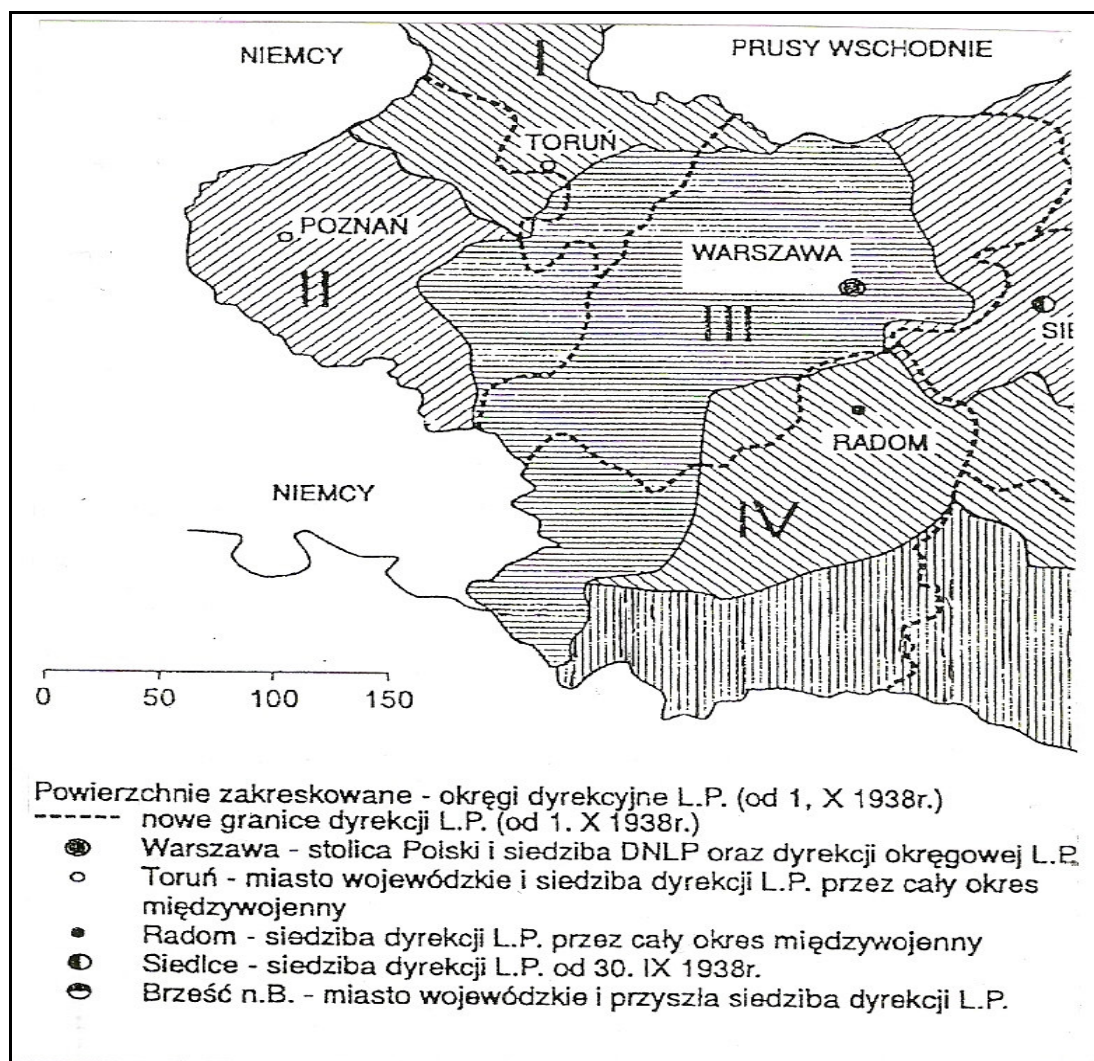 NIEMCY
PRUSY WSCHODNIE
I
TORUŃ
POZNAŃ
WARSZAWA
II
III
SIE
RADOM
NIEMCY
IV
0 50 100 150
Powierzchnie zakreskowane - okręgi dyrekcyjne L.P. (od 1, X 1938r.)
nowe granice dyrekcji L.P. (od 1. X 1938r.)
Warszawa - stolica Polski i siedziba DNLP oraz dyrekcji okręgowej L.P.
Toruń - miasto wojewódzkie i siedziba dyrekcji L.P. przez cały okres
międzywojenny
Radom - siedziba dyrekcji L.P. przez cały okres międzywojenny
Siedlce - siedziba dyrekcji L.P. od 30. IX 1938r.
Brześć n.B. - miasto wojewódzkie i przyszła siedziba dyrekcji L.P.